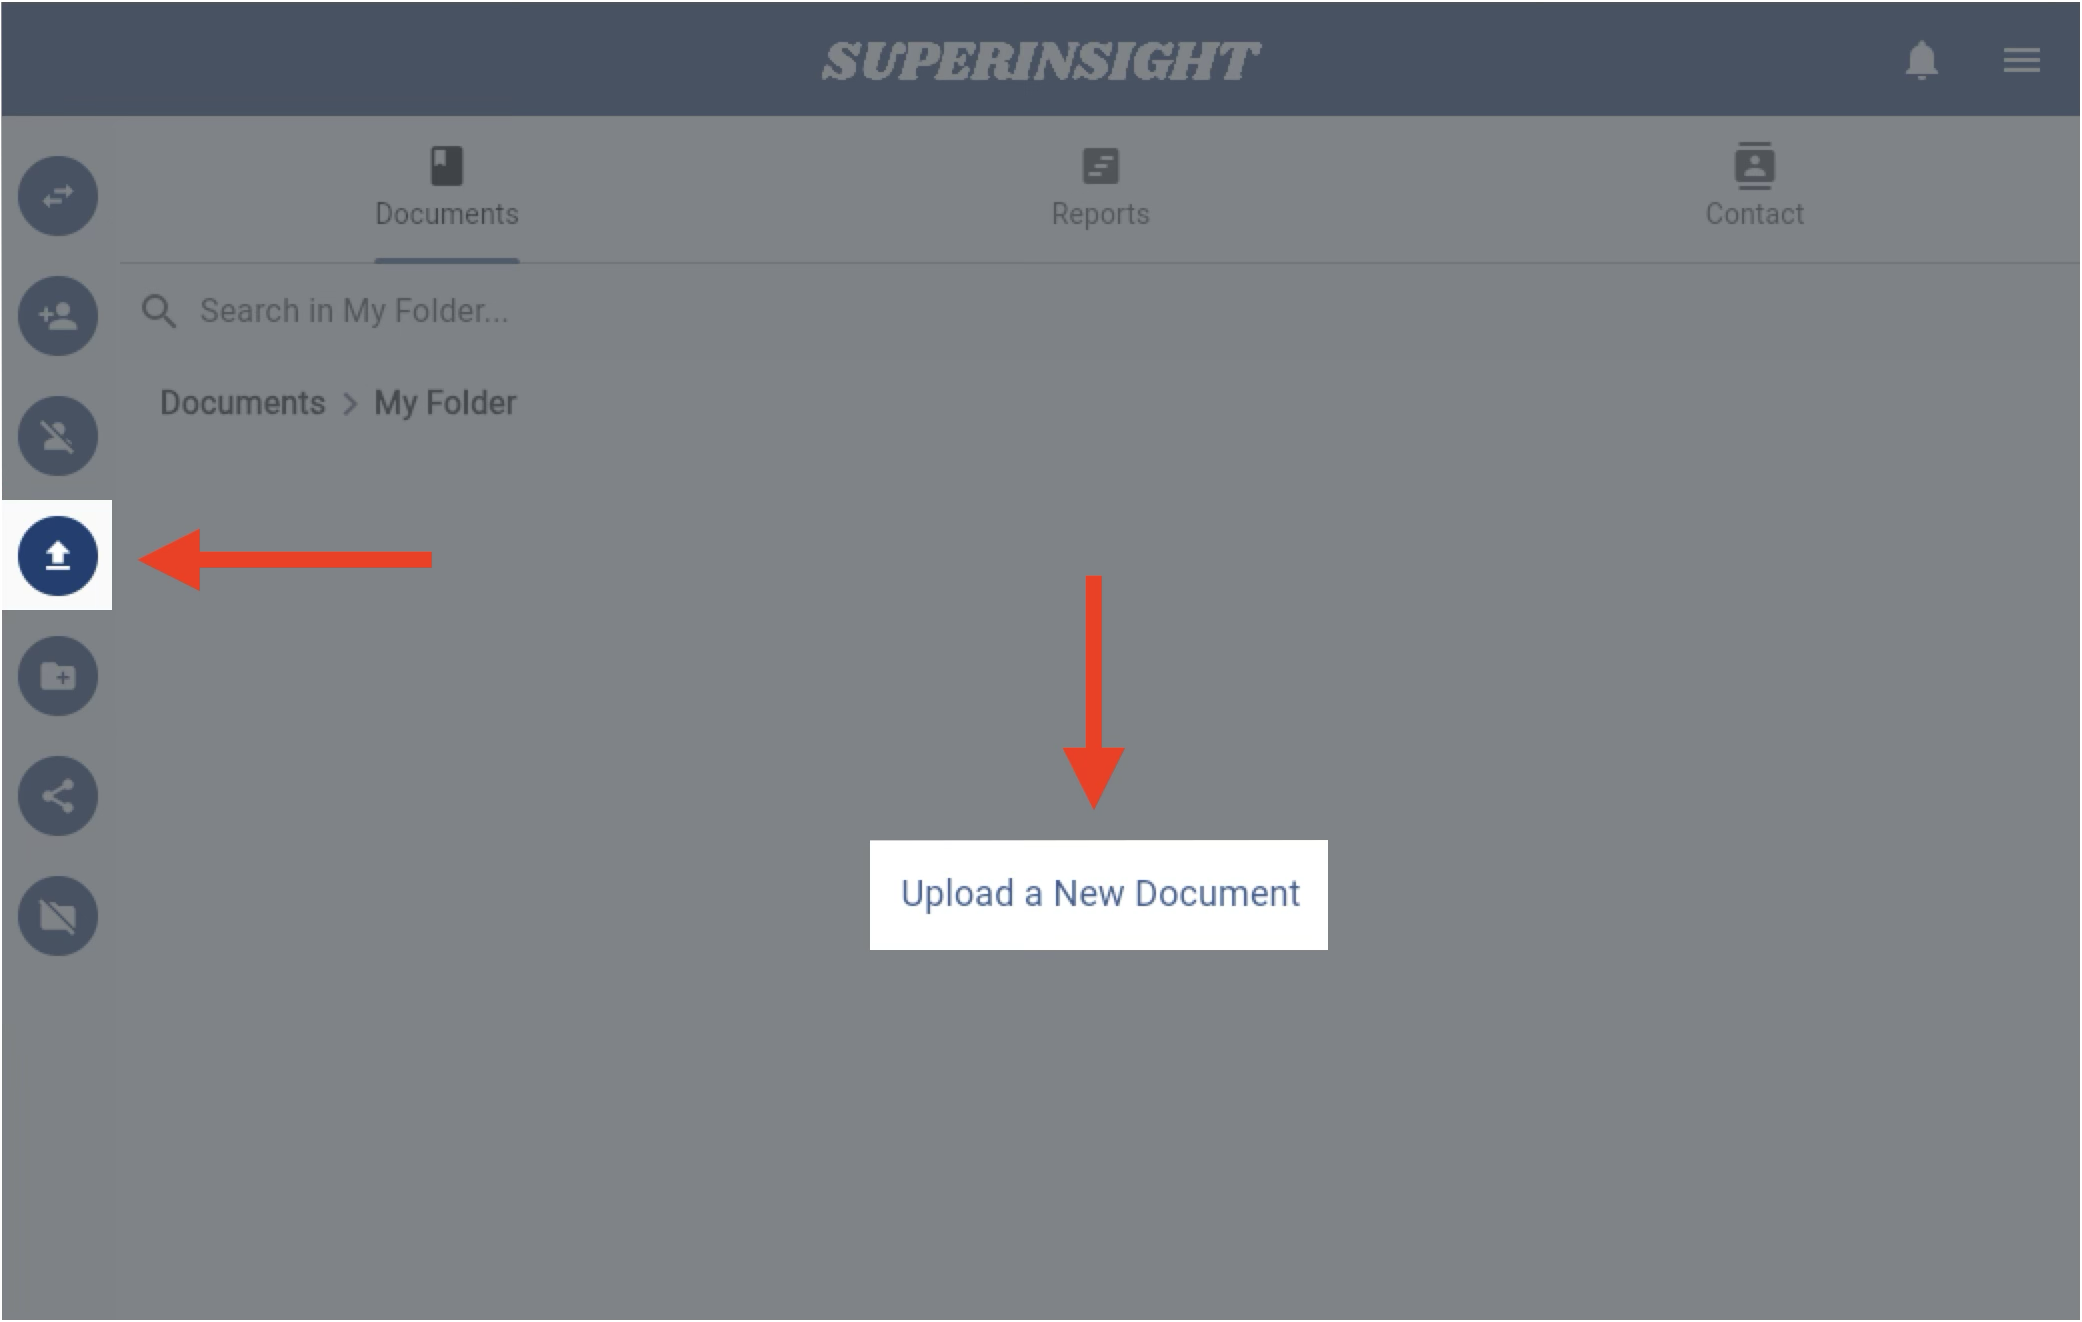 SUPERINSIGHT
Documents
Reports
Contact
Search in My Folder...
Documents > My Folder
Upload a New Document